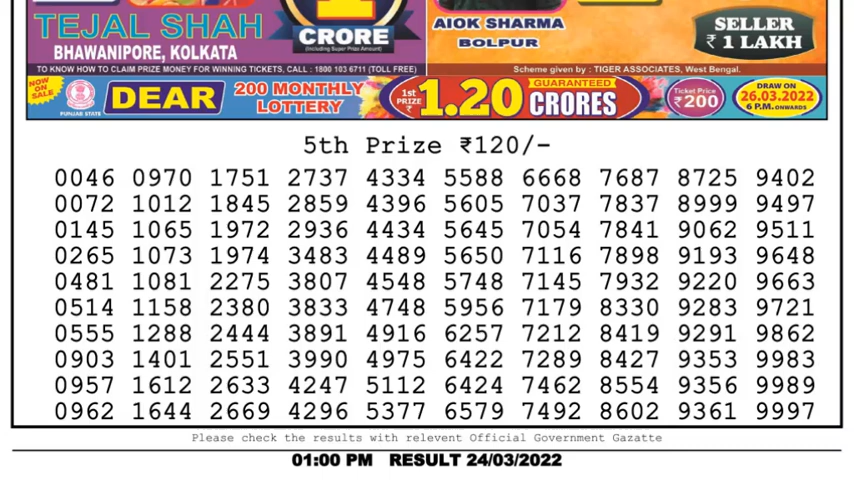 TEJAL SHAH
BHAWANIPORE, KOLKATA
1
CRORE
(Including Super Prize Amount)
AIOK SHARMA
BOLPUR
SELLER
₹ 1 LAKH
TO KNOW HOW TO CLAIM PRIZE MONEY FOR WINNING TICKETS, CALL : 1800 103 6711 (TOLL FREE)
Scheme given by : TIGER ASSOCIATES, West Bengal.
NOW ON SALE
PUNJAB STATE
DEAR
200 MONTHLY
LOTTERY
1st PRIZE ₹
1.20
GUARANTEED
CRORES
Ticket Price
₹200
DRAW ON
26.03.2022
6 P.M. ONWARDS
5th Prize ₹120/-
0046 0970 1751 2737 4334 5588 6668 7687 8725 9402
0072 1012 1845 2859 4396 5605 7037 7837 8999 9497
0145 1065 1972 2936 4434 5645 7054 7841 9062 9511
0265 1073 1974 3483 4489 5650 7116 7898 9193 9648
0481 1081 2275 3807 4548 5748 7145 7932 9220 9663
0514 1158 2380 3833 4748 5956 7179 8330 9283 9721
0555 1288 2444 3891 4916 6257 7212 8419 9291 9862
0903 1401 2551 3990 4975 6422 7289 8427 9353 9983
0957 1612 2633 4247 5112 6424 7462 8554 9356 9989
0962 1644 2669 4296 5377 6579 7492 8602 9361 9997
Please check the results with relevent Official Government Gazatte
01:00 PM RESULT 24/03/2022